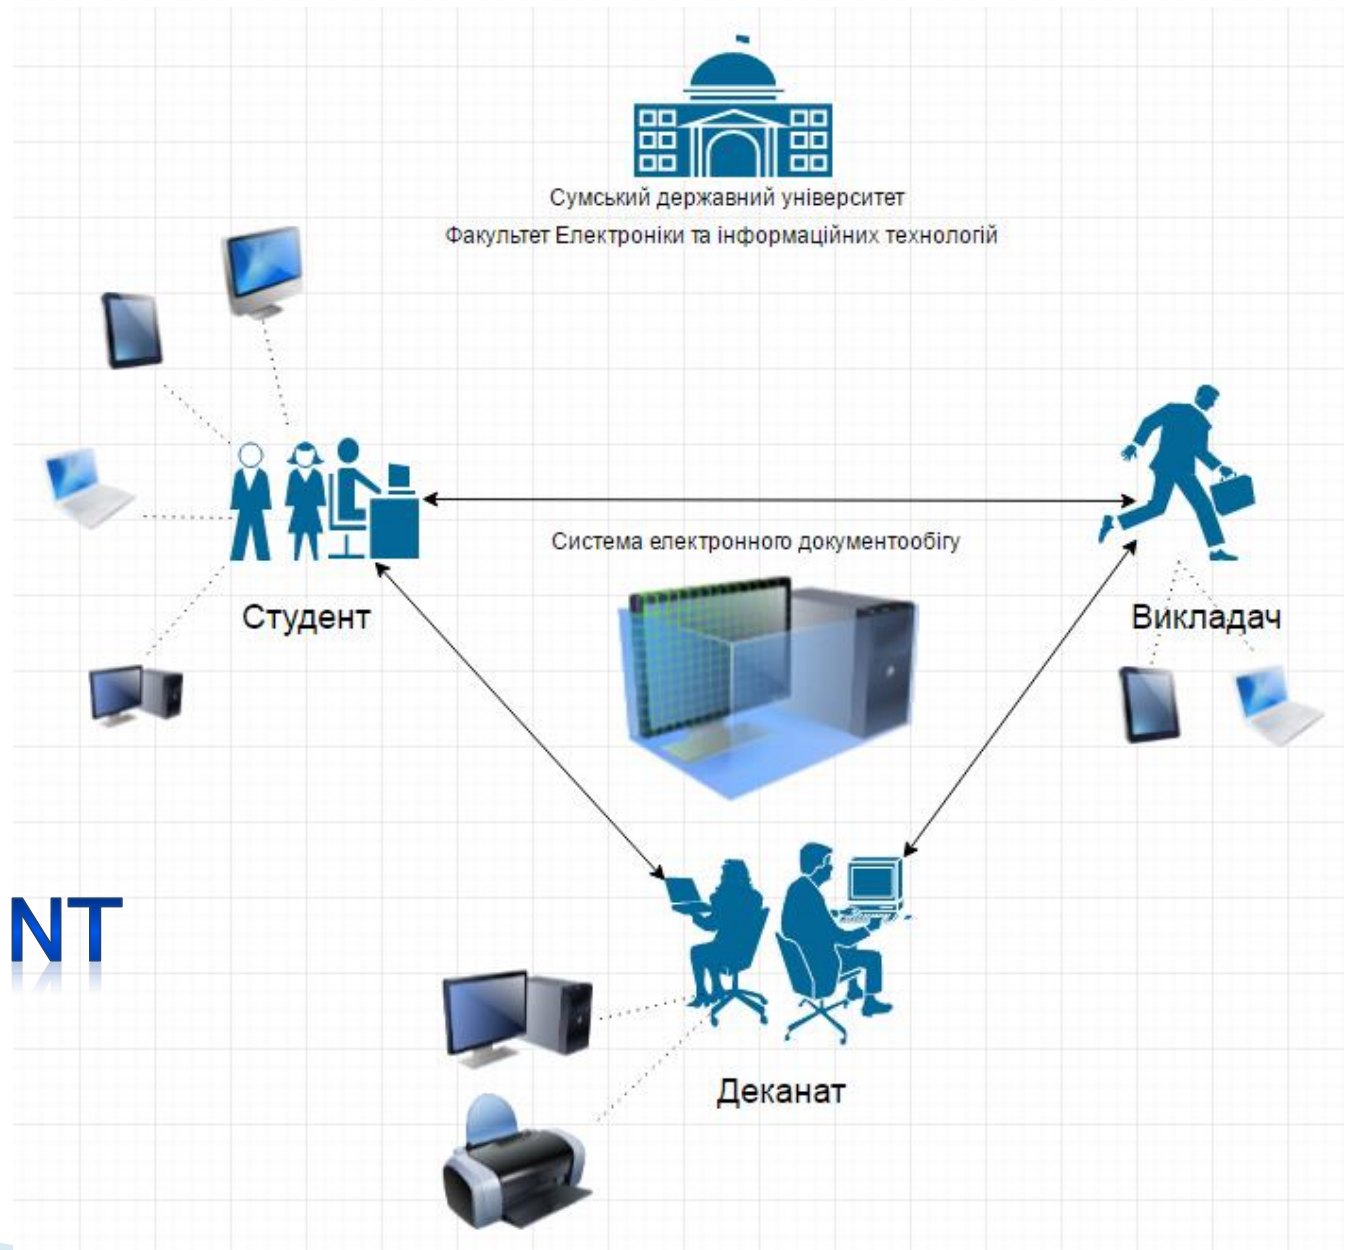 Сумський державний університет
Факультет Електроніки та інформаційних технологій
Система електронного документообігу
Студент
Викладач
NT
Деканат